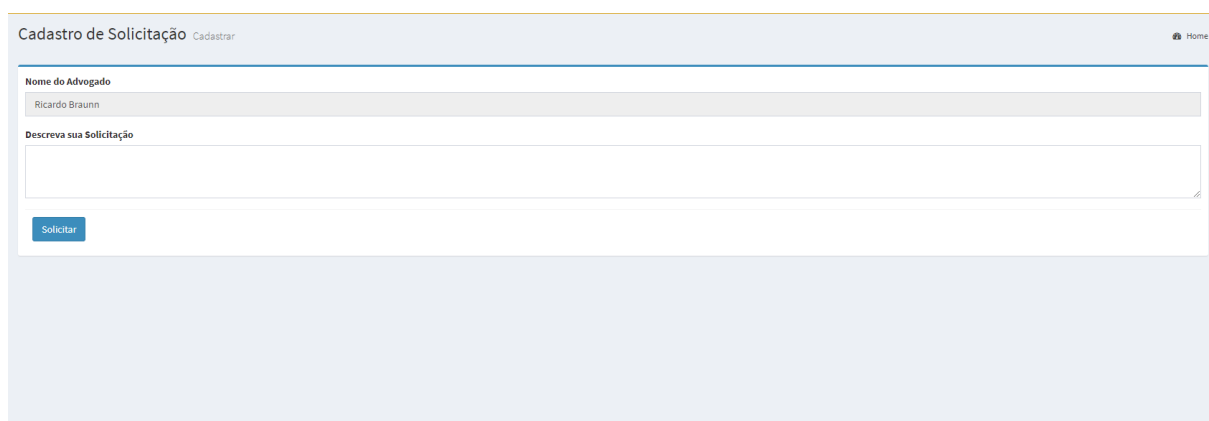 Cadastro de Solicitação Cadastrar
Home
Nome do Advogado
Ricardo Braunn
Descreva sua Solicitação
Solicitar